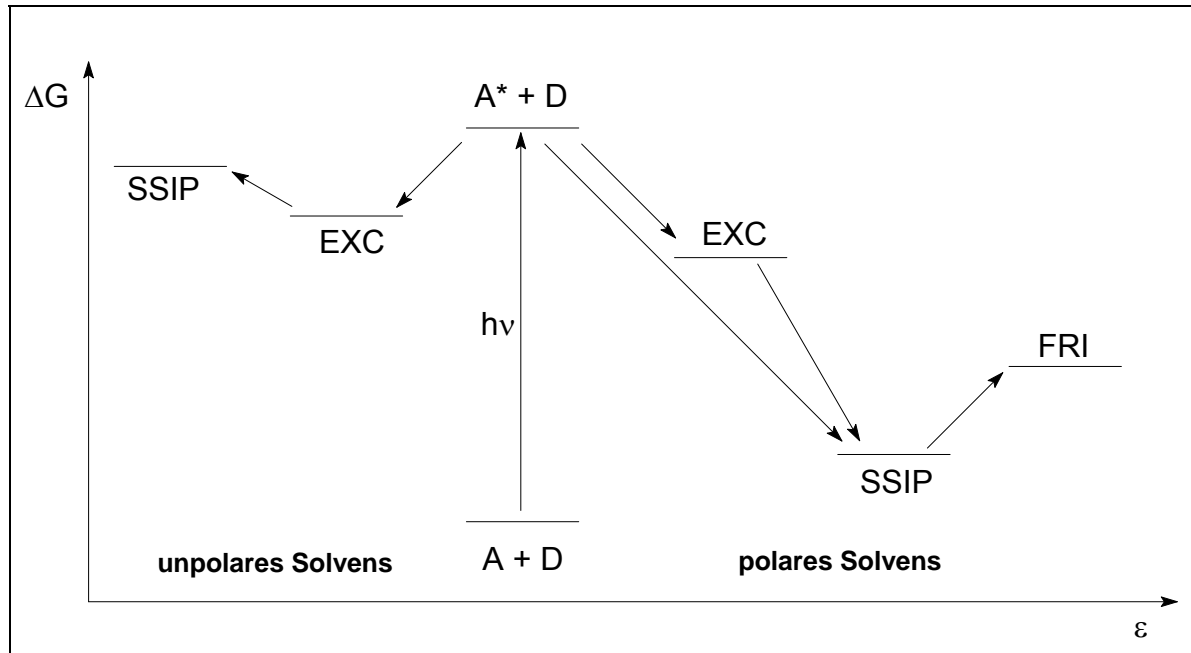 ΔG
A* + D
SSIP
EXC
EXC
hν
FRI
SSIP
A + D
unpolares Solvens
polares Solvens
ε